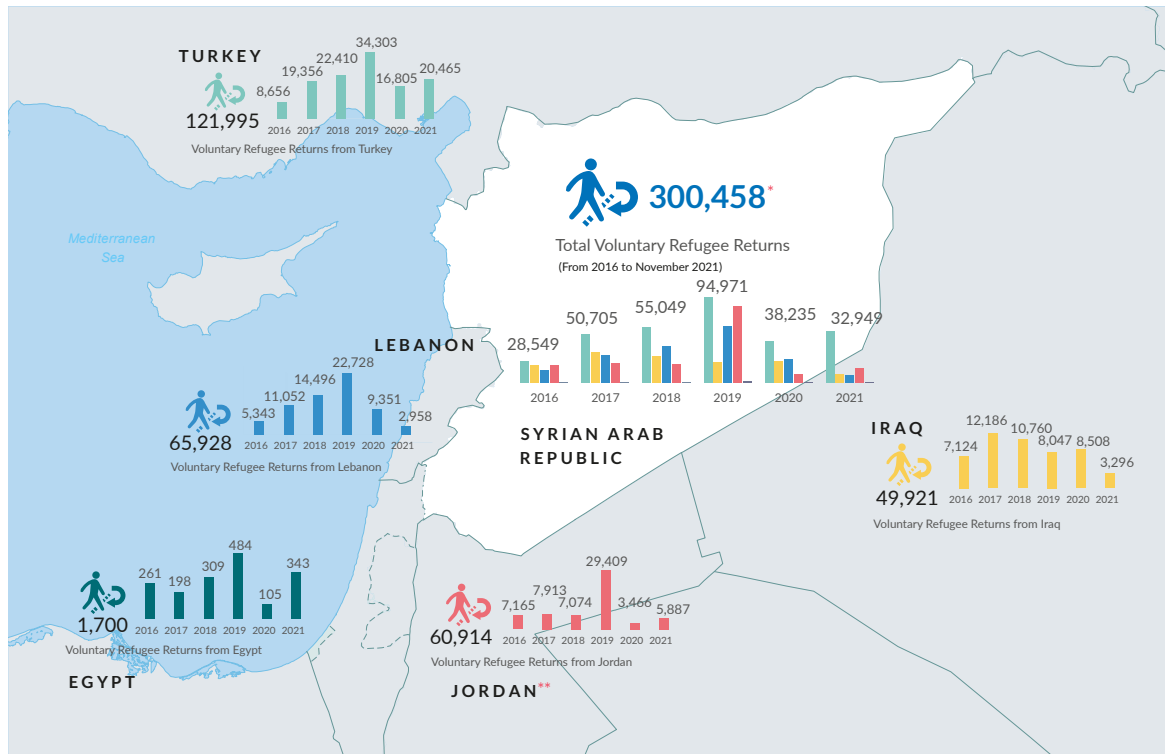 TURKEY
121,995
8,656
19,356
22,410
34,303
16,805
20,465
2016 2017 2018 2019 2020 2021
Voluntary Refugee Returns from Turkey
Mediterranean
Sea
300,458*
Total Voluntary Refugee Returns
(From 2016 to November 2021)
28,549
50,705
55,049
94,971
38,235
32,949
2016 2017 2018 2019 2020 2021
SYRIAN ARAB
REPUBLIC
LEBANON
65,928
5,343
11,052
14,496
22,728
9,351
2,958
2016 2017 2018 2019 2020 2021
Voluntary Refugee Returns from Lebanon
IRAQ
49,921
7,124
12,186
10,760
8,047
8,508
3,296
2016 2017 2018 2019 2020 2021
Voluntary Refugee Returns from Iraq
1,700
261
198
309
484
105
343
2016 2017 2018 2019 2020 2021
Voluntary Refugee Returns from Egypt
EGYPT
60,914
7,165
7,913
7,074
29,409
3,466
5,887
2016 2017 2018 2019 2020 2021
Voluntary Refugee Returns from Jordan
JORDAN**